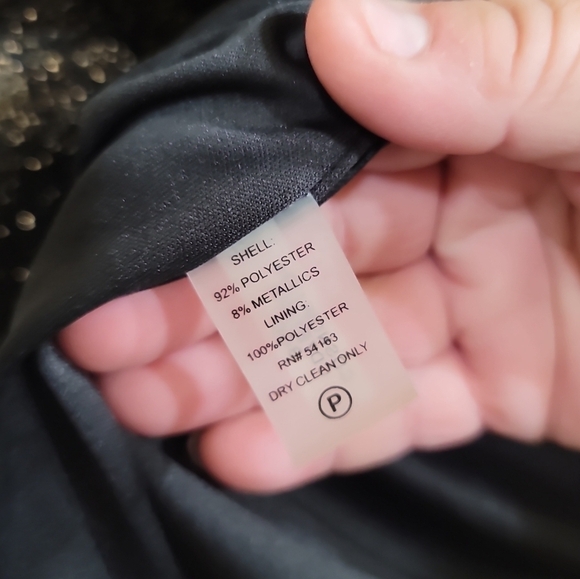 SHELL:
92% POLYESTER
8% METALLICS
LINING:
100%POLYESTER
RN# 54163
DRY CLEAN ONLY
P